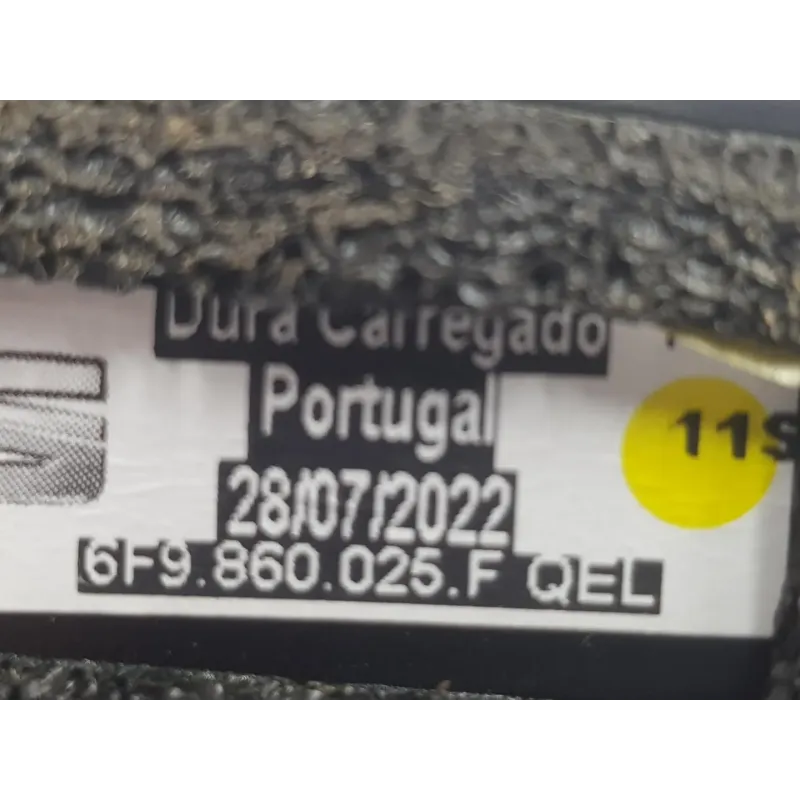 Dura Carregado
Portugal
11S
28/07/2022
6F9.860.025.F QEL